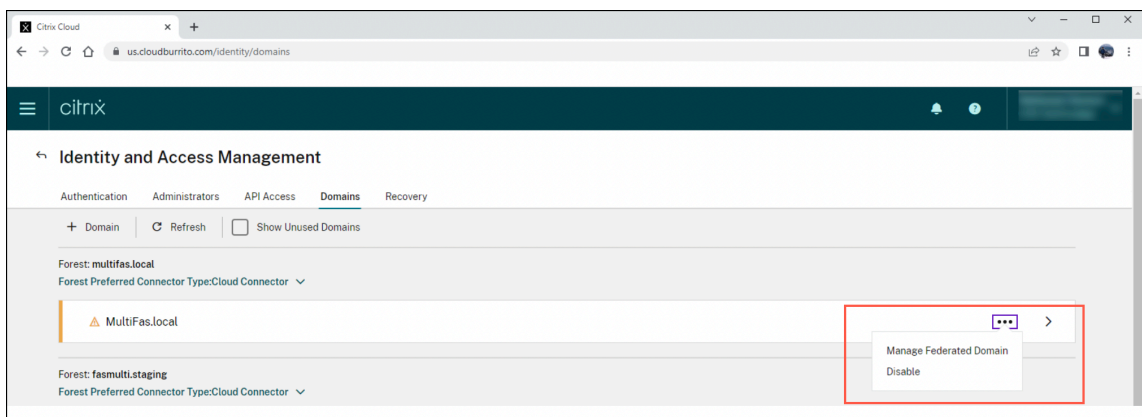 Citrix Cloud
us.cloudburrito.com/identity/domains
citrix
Identity and Access Management
Authentication Administrators API Access Domains Recovery
+ Domain Refresh Show Unused Domains
Forest: multifas.local
Forest Preferred Connector Type:Cloud Connector
MultiFas.local
Manage Federated Domain
Disable
Forest: fasmulti.staging
Forest Preferred Connector Type:Cloud Connector